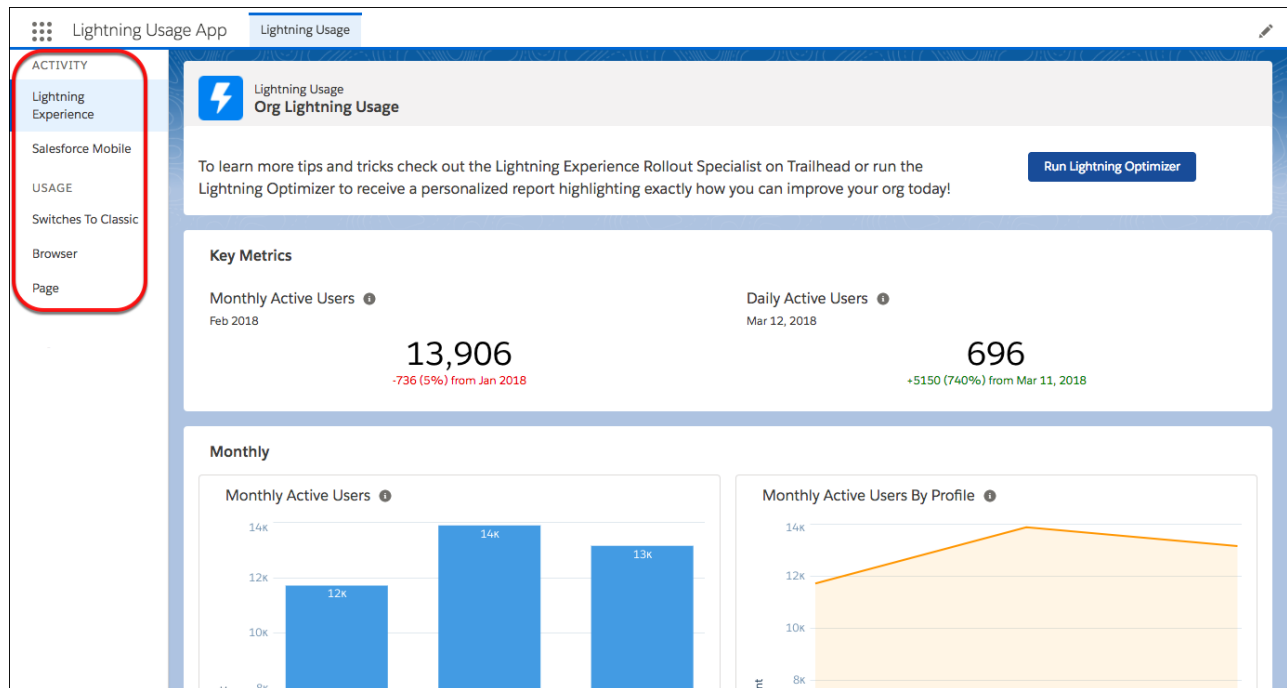 Lightning Usage App
Lightning Usage
ACTIVITY
Lightning
Experience
Salesforce Mobile
USAGE
Switches To Classic
Browser
Page
Lightning Usage
Org Lightning Usage
To learn more tips and tricks check out the Lightning Experience Rollout Specialist on Trailhead or run the
Lightning Optimizer to receive a personalized report highlighting exactly how you can improve your org today!
Run Lightning Optimizer
Key Metrics
Monthly Active Users
Feb 2018
13,906
-736 (5%) from Jan 2018
Daily Active Users
Mar 12, 2018
696
+5150 (740%) from Mar 11, 2018
Monthly
Monthly Active Users
14K
12K
10K
8K
12K
14K
13K
Monthly Active Users By Profile
14K
12K
10K
8K